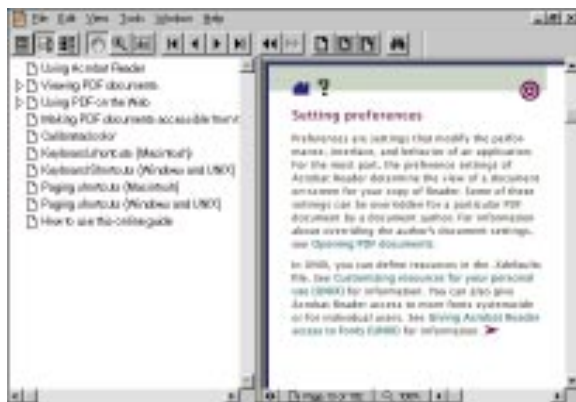 File Edit View Tools Window Help
Using Acrobat Reader
Viewing PDF documents
Using PDF on the Web
Making PDF documents accessible
Calibrated color
Keyboard shortcuts (Macintosh)
Keyboard Shortcuts (Windows and UNIX)
Paging shortcuts (Macintosh)
Paging shortcuts (Windows and UNIX)
How to use this online guide
?
Setting preferences
Preferences are settings that modify the perfor-
mance, interface, and behavior of an application.
For the most part, the preference settings of
Acrobat Reader determine the view of a document
on-screen for your copy of Reader. Some of these
settings can be overridden for a particular PDF
document by a document author. For information
about overriding the author's document settings,
see Opening PDF documents.
In UNIX, you can define resources in the .Xdefaults
file. See Customizing resources for your personal
use (UNIX) for information. You can also give
Acrobat Reader access to more fonts systemwide
or for individual users. See Giving Acrobat Reader
access to fonts (UNIX) for information.
Page of
100%